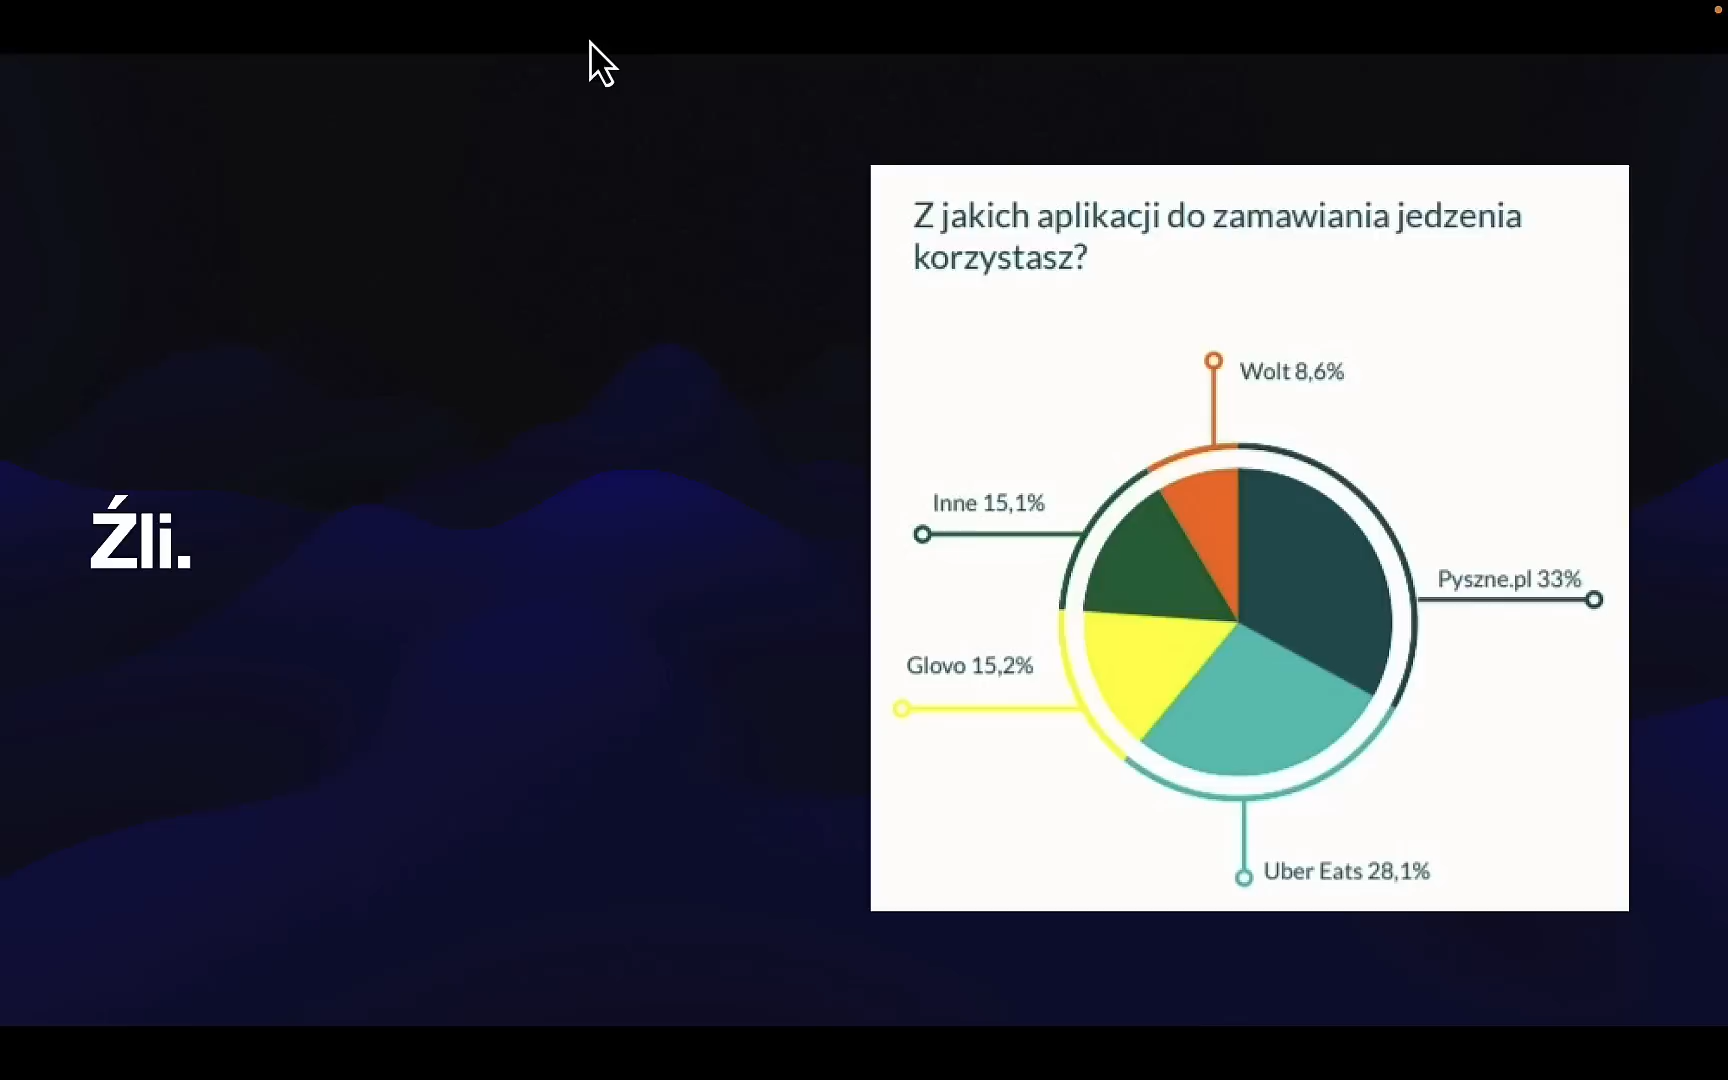 Źli.
Z jakich aplikacji do zamawiania jedzenia
korzystasz?
Wolt 8,6%
Inne 15,1%
Pyszne.pl 33%
Glovo 15,2%
Uber Eats 28,1%